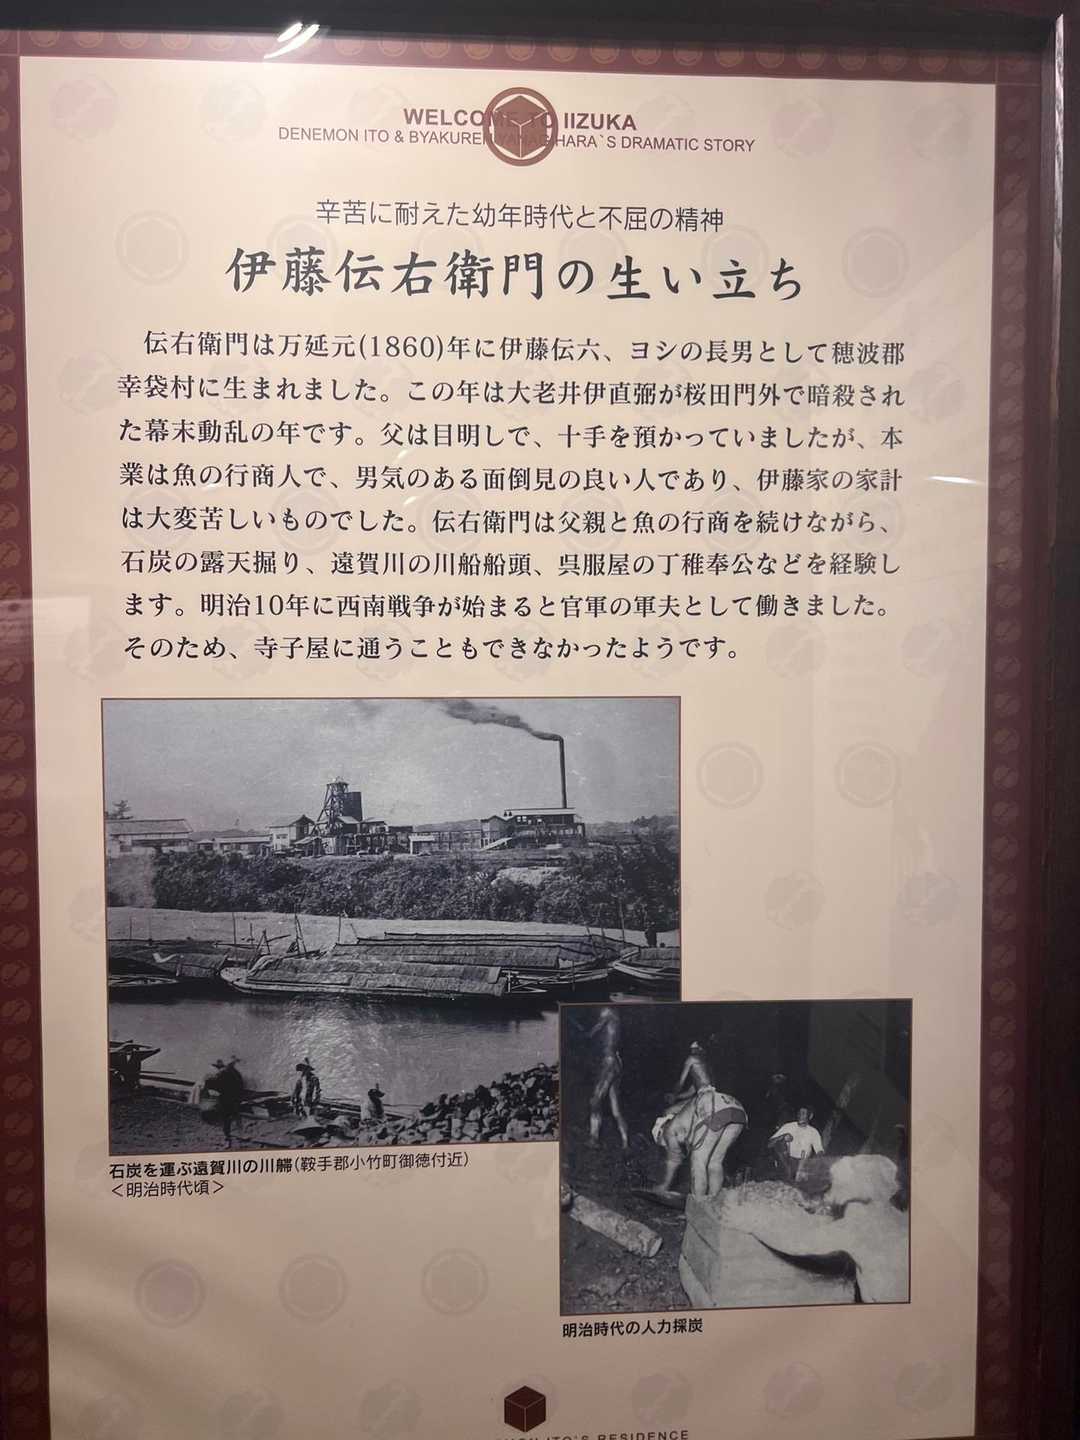 WELCOME TO IIZUKA
DENEMON ITO & BYAKUREN YANAGIHARA`S DRAMATIC STORY
辛苦に耐えた幼年時代と不屈の精神
伊藤伝右衛門の生い立ち
伝右衛門は万延元(1860)年に伊藤伝六、ヨシの長男として穂波郡
幸袋村に生まれました。この年は大老井伊直弼が桜田門外で暗殺され
た幕末動乱の年です。父は目明しで、十手を預かっていましたが、本
業は魚の行商人で、男気のある面倒見の良い人であり、伊藤家の家計
は大変苦しいものでした。伝右衛門は父親と魚の行商を続けながら、
石炭の露天掘り、遠賀川の川船船頭、呉服屋の丁稚奉公などを経験し
ます。明治10年に西南戦争が始まると官軍の軍夫として働きました。
そのため、寺子屋に通うこともできなかったようです。
石炭を運ぶ遠賀川の川艜(鞍手郡小竹町御徳付近)
＜明治時代頃＞
明治時代の人力採炭
ITO`S RESIDENCE